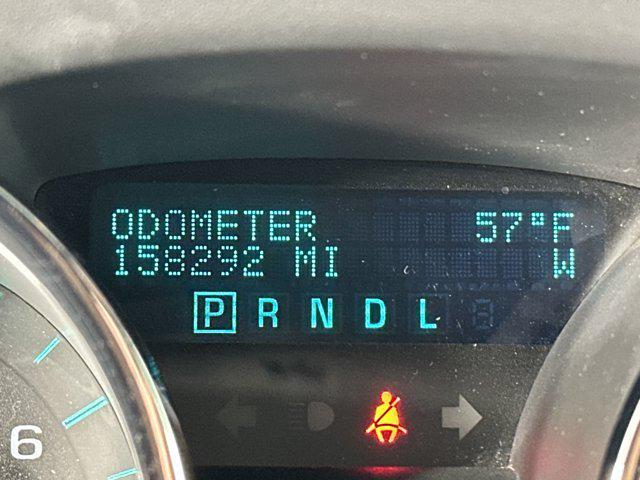 ODOMETER 57°F
158292 MI W
P R N D L
6